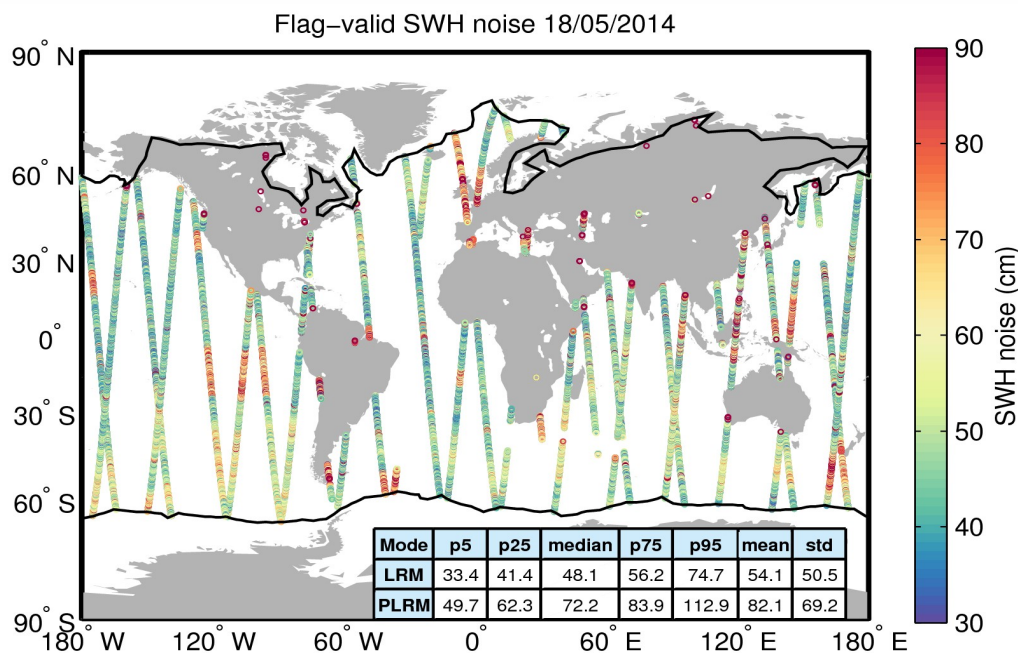 Flag−valid SWH noise 18/05/2014
90° N
60° N
30° N
0°
30° S
60° S
90° S
180° W
120° W
60° W
0°
60° E
120° E
180° E
Mode p5 p25 median p75 p95 mean std
LRM 33.4 41.4 48.1 56.2 74.7 54.1 50.5
PLRM 49.7 62.3 72.2 83.9 112.9 82.1 69.2
90
80
70
60
50
40
30
SWH noise (cm)